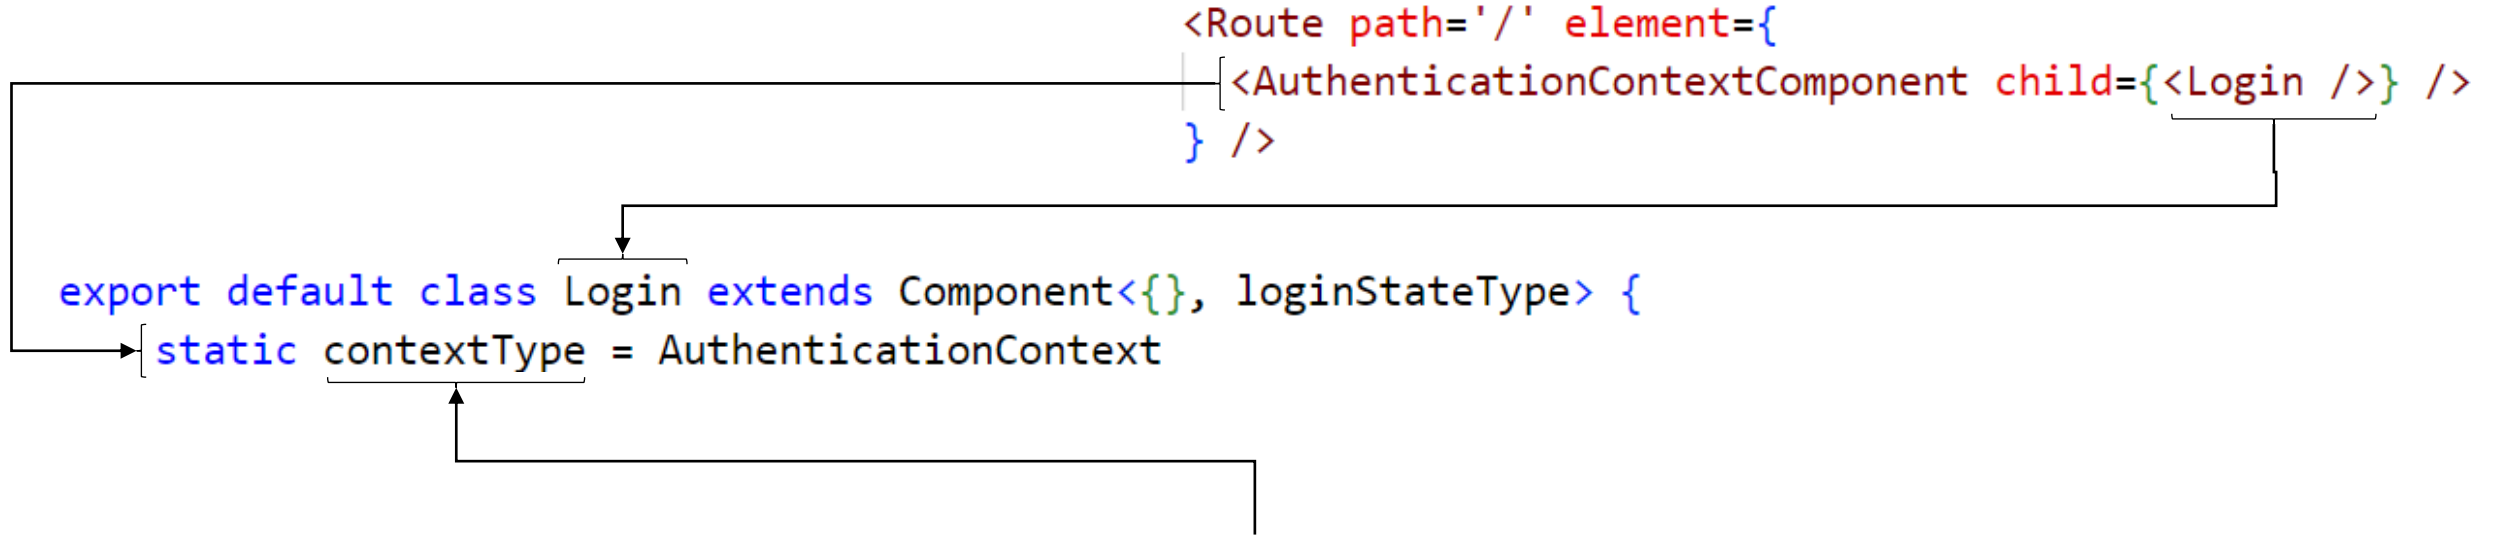 <Route path='/' element={
<AuthenticationContextComponent child={<Login />} />
} />
export default class Login extends Component<{}, loginStateType> {
static contextType = AuthenticationContext